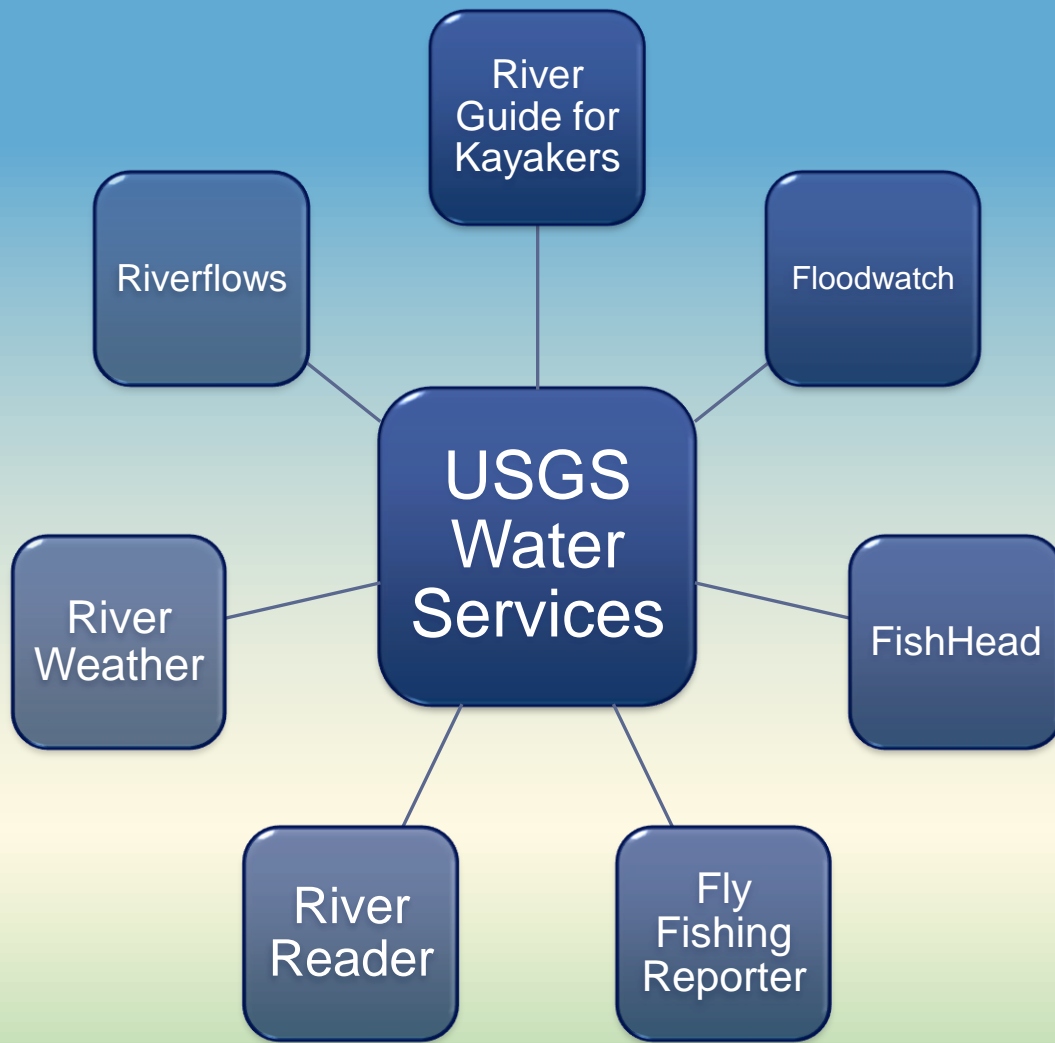 River
Guide for
Kayakers
Riverflows
Floodwatch
USGS
Water
Services
River
Weather
FishHead
River
Reader
Fly
Fishing
Reporter